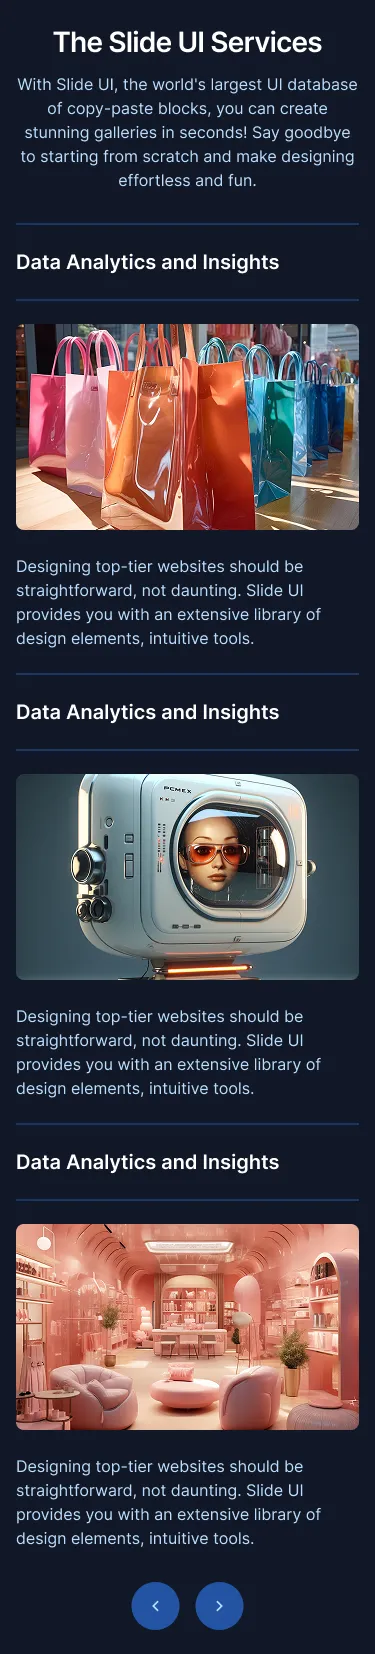 The Slide UI Services
With Slide UI, the world's largest UI database
of copy-paste blocks, you can create
stunning galleries in seconds! Say goodbye
to starting from scratch and make designing
effortless and fun.
Data Analytics and Insights
Designing top-tier websites should be
straightforward, not daunting. Slide UI
provides you with an extensive library of
design elements, intuitive tools.
Data Analytics and Insights
PCMEX
Designing top-tier websites should be
straightforward, not daunting. Slide UI
provides you with an extensive library of
design elements, intuitive tools.
Data Analytics and Insights
Designing top-tier websites should be
straightforward, not daunting. Slide UI
provides you with an extensive library of
design elements, intuitive tools.